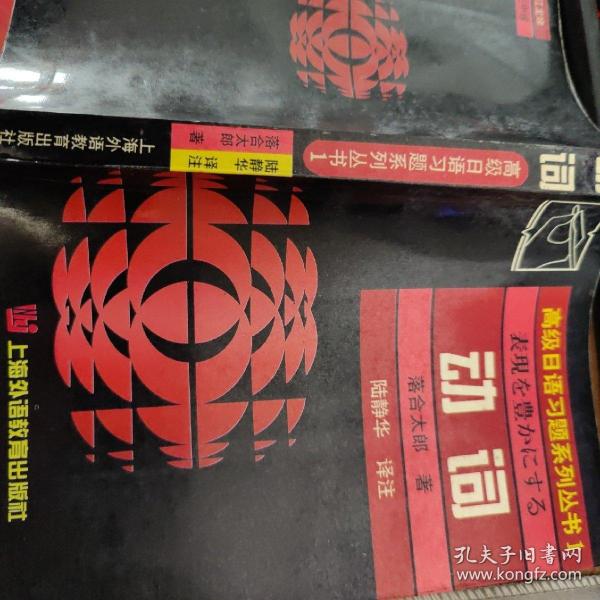 高级日语习题系列丛书 1
表現を豊かにする
动词
落合太郎 著
陆静华 译注
上海外语教育出版社
词
高级日语习题系列丛书 1
落合太郎 著
陆静华 译注
上海外语教育出版社
孔夫子旧书网
www.kongfz.com